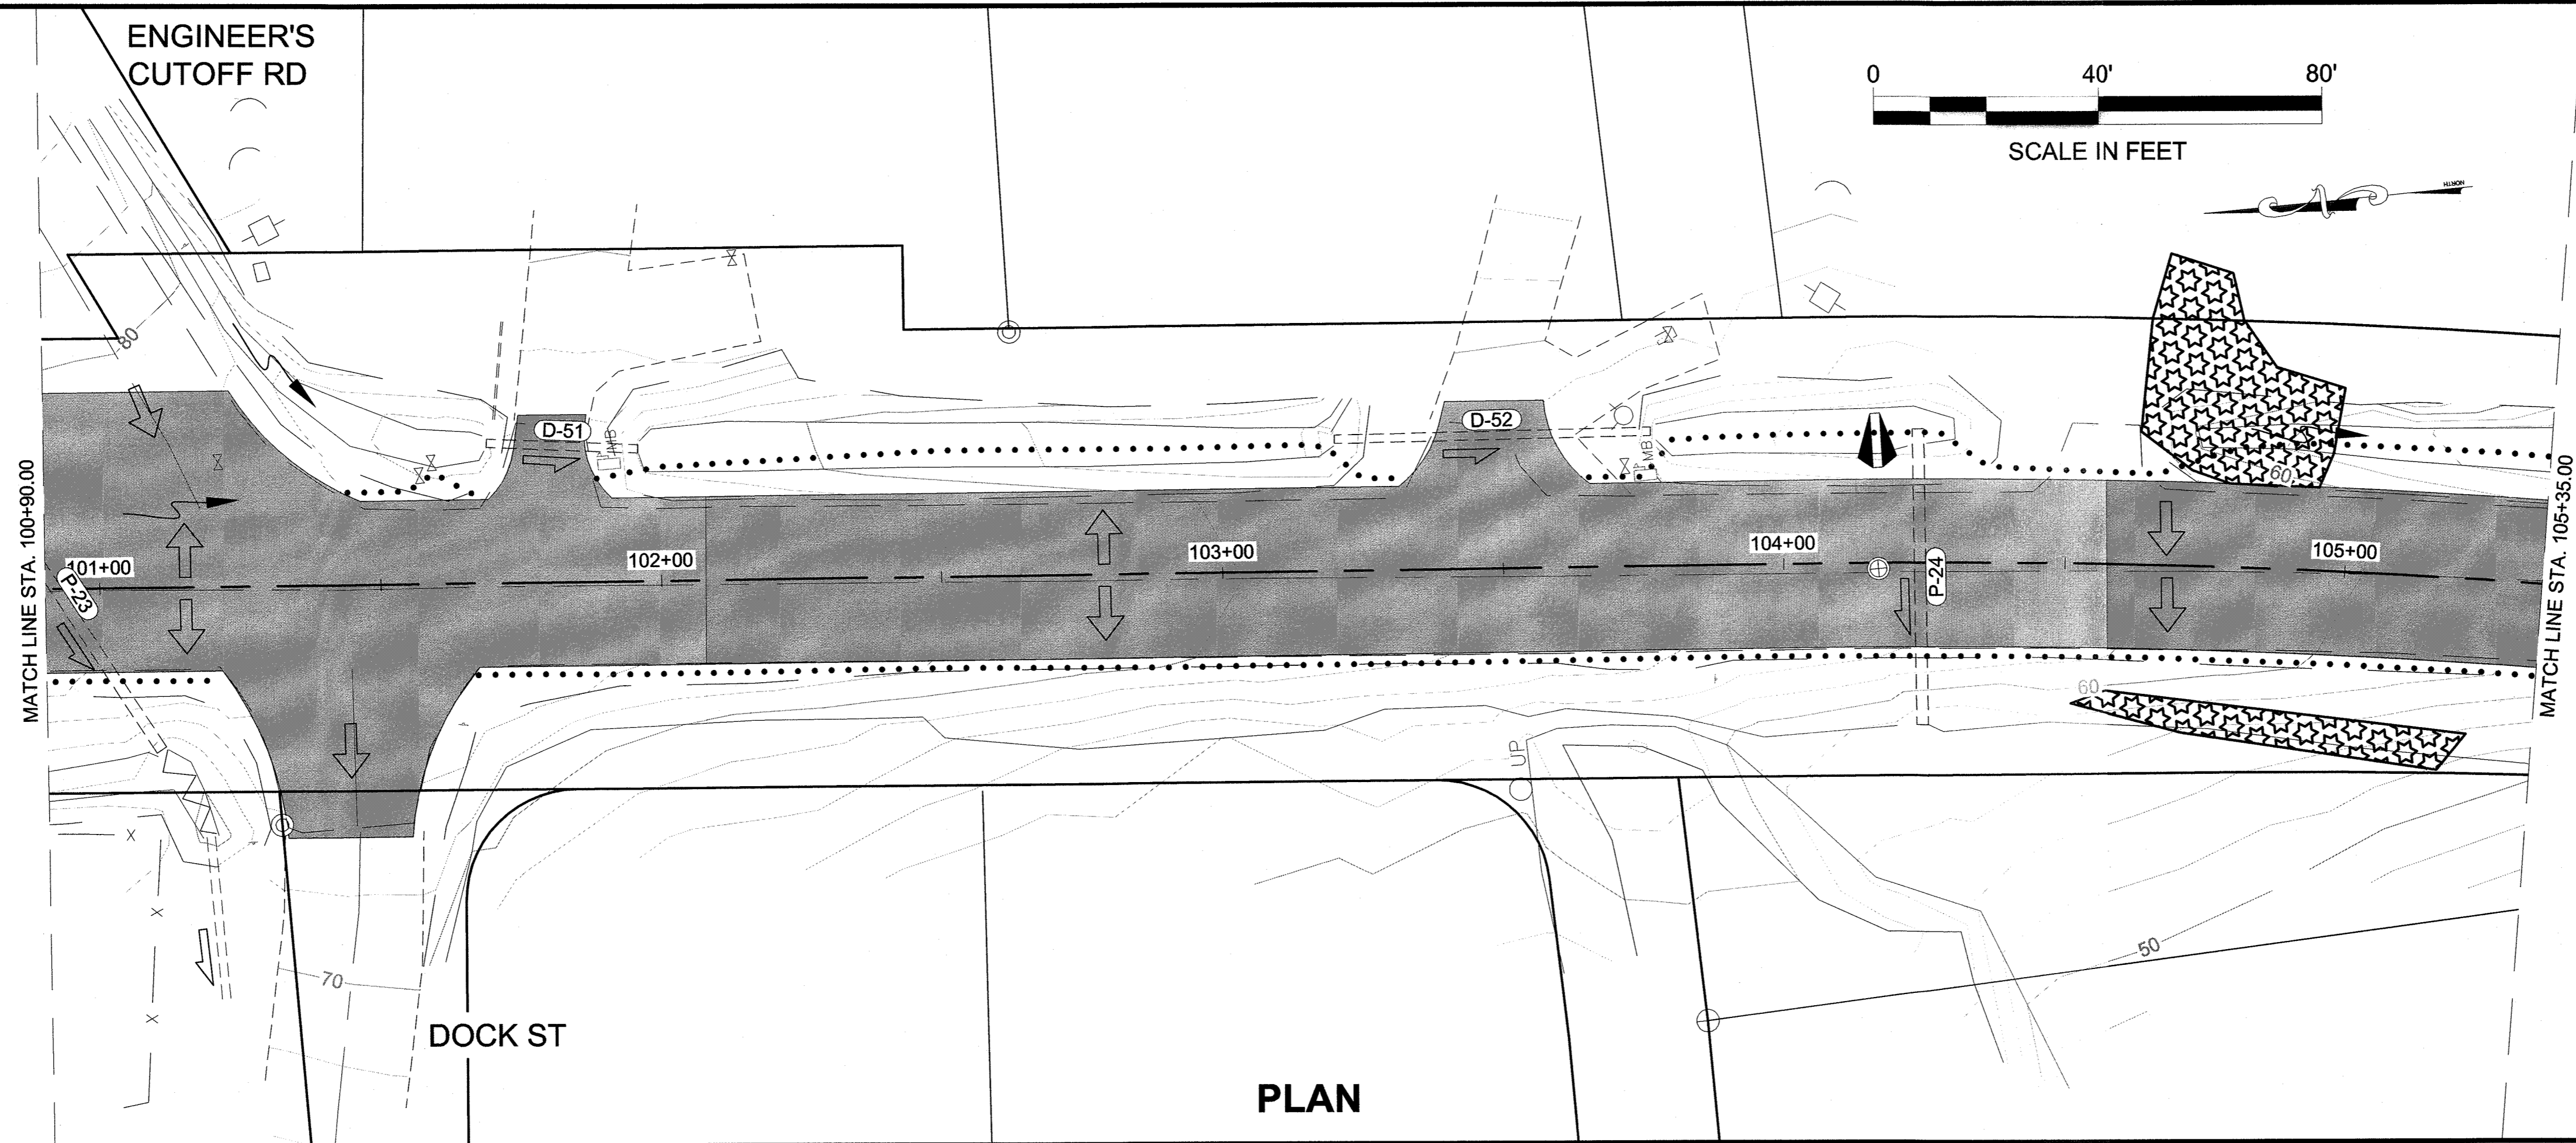 ENGINEER'S
CUTOFF RD
0 40' 80'
SCALE IN FEET
NORTH
80
D-51
MB
D-52
MB
60
MATCH LINE STA. 100+90.00
101+00
102+00
103+00
104+00
105+00
MATCH LINE STA. 105+35.00
P-23
P-24
60
UP
X
X
X
70
50
DOCK ST
PLAN